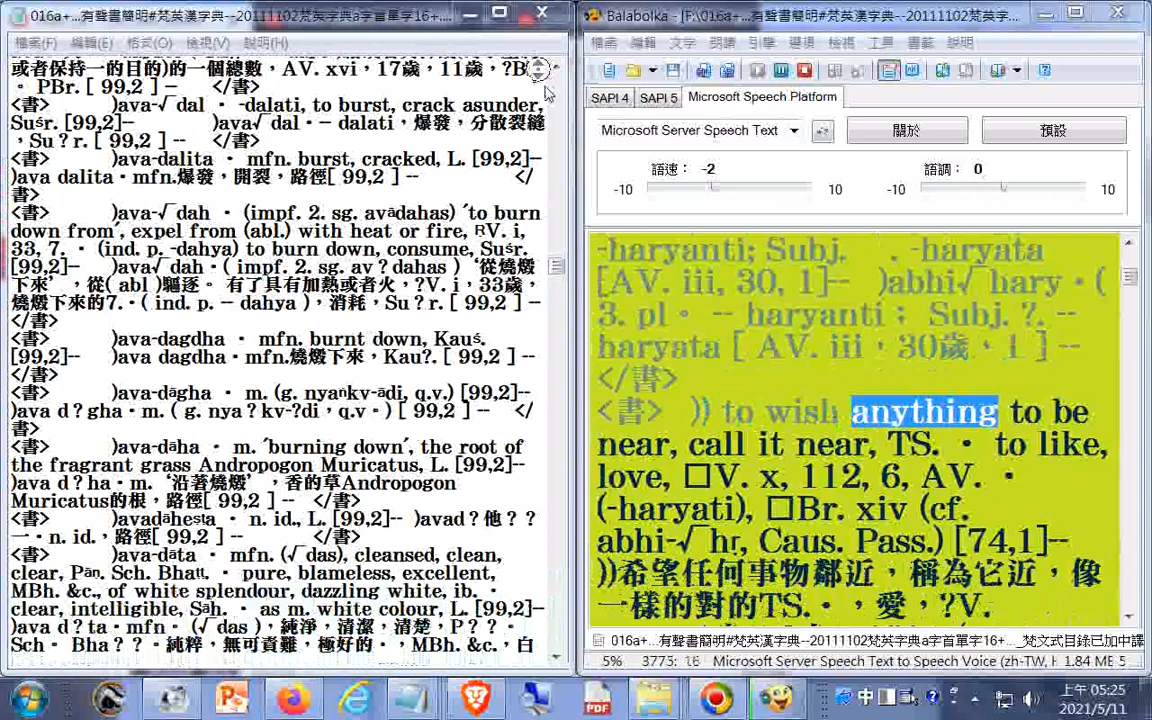 016a+...有聲書簡明#梵英漢字典--20111102梵英字典a字首單字16+...
檔案(F) 編輯(E) 格式(O) 檢視(V) 說明(H)
或者保持一的目的)的一個總數，AV. xvi，17歲，11歲，?B
。 PBr. [ 99,2 ] -- </書>
<書> )ava-√dal • -dalati, to burst, crack asunder,
Suśr. [99,2]-- )ava√dal •－dalati，爆發，分散裂縫
，Su？r. [ 99,2 ] -- </書>
<書> )ava-dalita • mfn. burst, cracked, L. [99,2]--
)ava dalita • mfn.爆發，開裂，路徑[ 99,2 ] -- </
書>
<書> )ava-√dah • (impf. 2. sg. avādahas) 'to burn
down from', expel from (abl.) with heat or fire, ṚV. i,
33, 7. • (ind. p. -dahya) to burn down, consume, Suśr.
[99,2]-- )ava√dah •( impf. 2. sg. av？dahas )‘從燒燬
下來’，從( abl )驅逐。 有了具有加熱或者火，?V. i，33歲，
燒燬下來的7. •( ind. p. －dahya )，消耗，Su？r. [ 99,2 ] --
</書>
<書> )ava-dagdha • mfn. burnt down, Kauś.
[99,2]-- )ava dagdha • mfn.燒燬下來，Kau?. [ 99,2 ] --
</書>
<書> )ava-dāgha • m. (g. nyaṅkv-ādi, q.v.) [99,2]--
)ava d？gha • m. ( g. nya？kv-?di，q.v。) [ 99,2 ] -- </
書>
<書> )ava-dāha • m. 'burning down', the root of
the fragrant grass Andropogon Muricatus, L. [99,2]--
)ava d？ha • m.‘沿著燒燬’，香的草Andropogon
Muricatus的根，路徑[ 99,2 ] -- </書>
<書> )avadāheṣṭa • n. id., L. [99,2]-- )avad？他？？
一 • n. id.，路徑[ 99,2 ] -- </書>
<書> )ava-dāta • mfn. (√das), cleansed, clean,
clear, Pāṇ. Sch. Bhaṭṭ. • pure, blameless, excellent,
MBh. &c., of white splendour, dazzling white, ib. •
clear, intelligible, Sāh. • as m. white colour, L. [99,2]--
)ava d？ta • mfn •(√das )，純淨，清潔，清楚，P？？。
Sch。 Bha？？。純粹，無可責難，極好的。，MBh. &c.，白
Balabolka - [F:\016a+...有聲書簡明#梵英漢字典--20111102梵英字...
檔案 編輯 文字 朗讀 引擎 選項 檢視 工具 書籤 說明
SAPI 4 SAPI 5 Microsoft Speech Platform
Microsoft Server Speech Text 關於 預設
語速： -2 語調： 0
-10 10 -10 10
-haryanti; Subj. . -haryata
[AV. iii, 30, 1]-- )abhi√hary •(
3. pl。 -- haryanti； Subj. ?. --
haryata [ AV. iii，30歲，1 ] --
</書>
<書> )) to wish anything to be
near, call it near, TS. • to like,
love, □V. x, 112, 6, AV. •
(-haryati), □Br. xiv (cf.
abhi-√hṛ, Caus. Pass.) [74,1]--
))希望任何事物鄰近，稱為它近，像
一樣的對的TS. •，愛，?V.
016a+...有聲書簡明#梵英漢字典--20111102梵英字典a字首單字16+..._梵文式目錄已加中譯
5% 3773: 16 Microsoft Server Speech Text to Speech Voice (zh-TW, H 1.84 MB 5
上午 05:25
2021/5/11